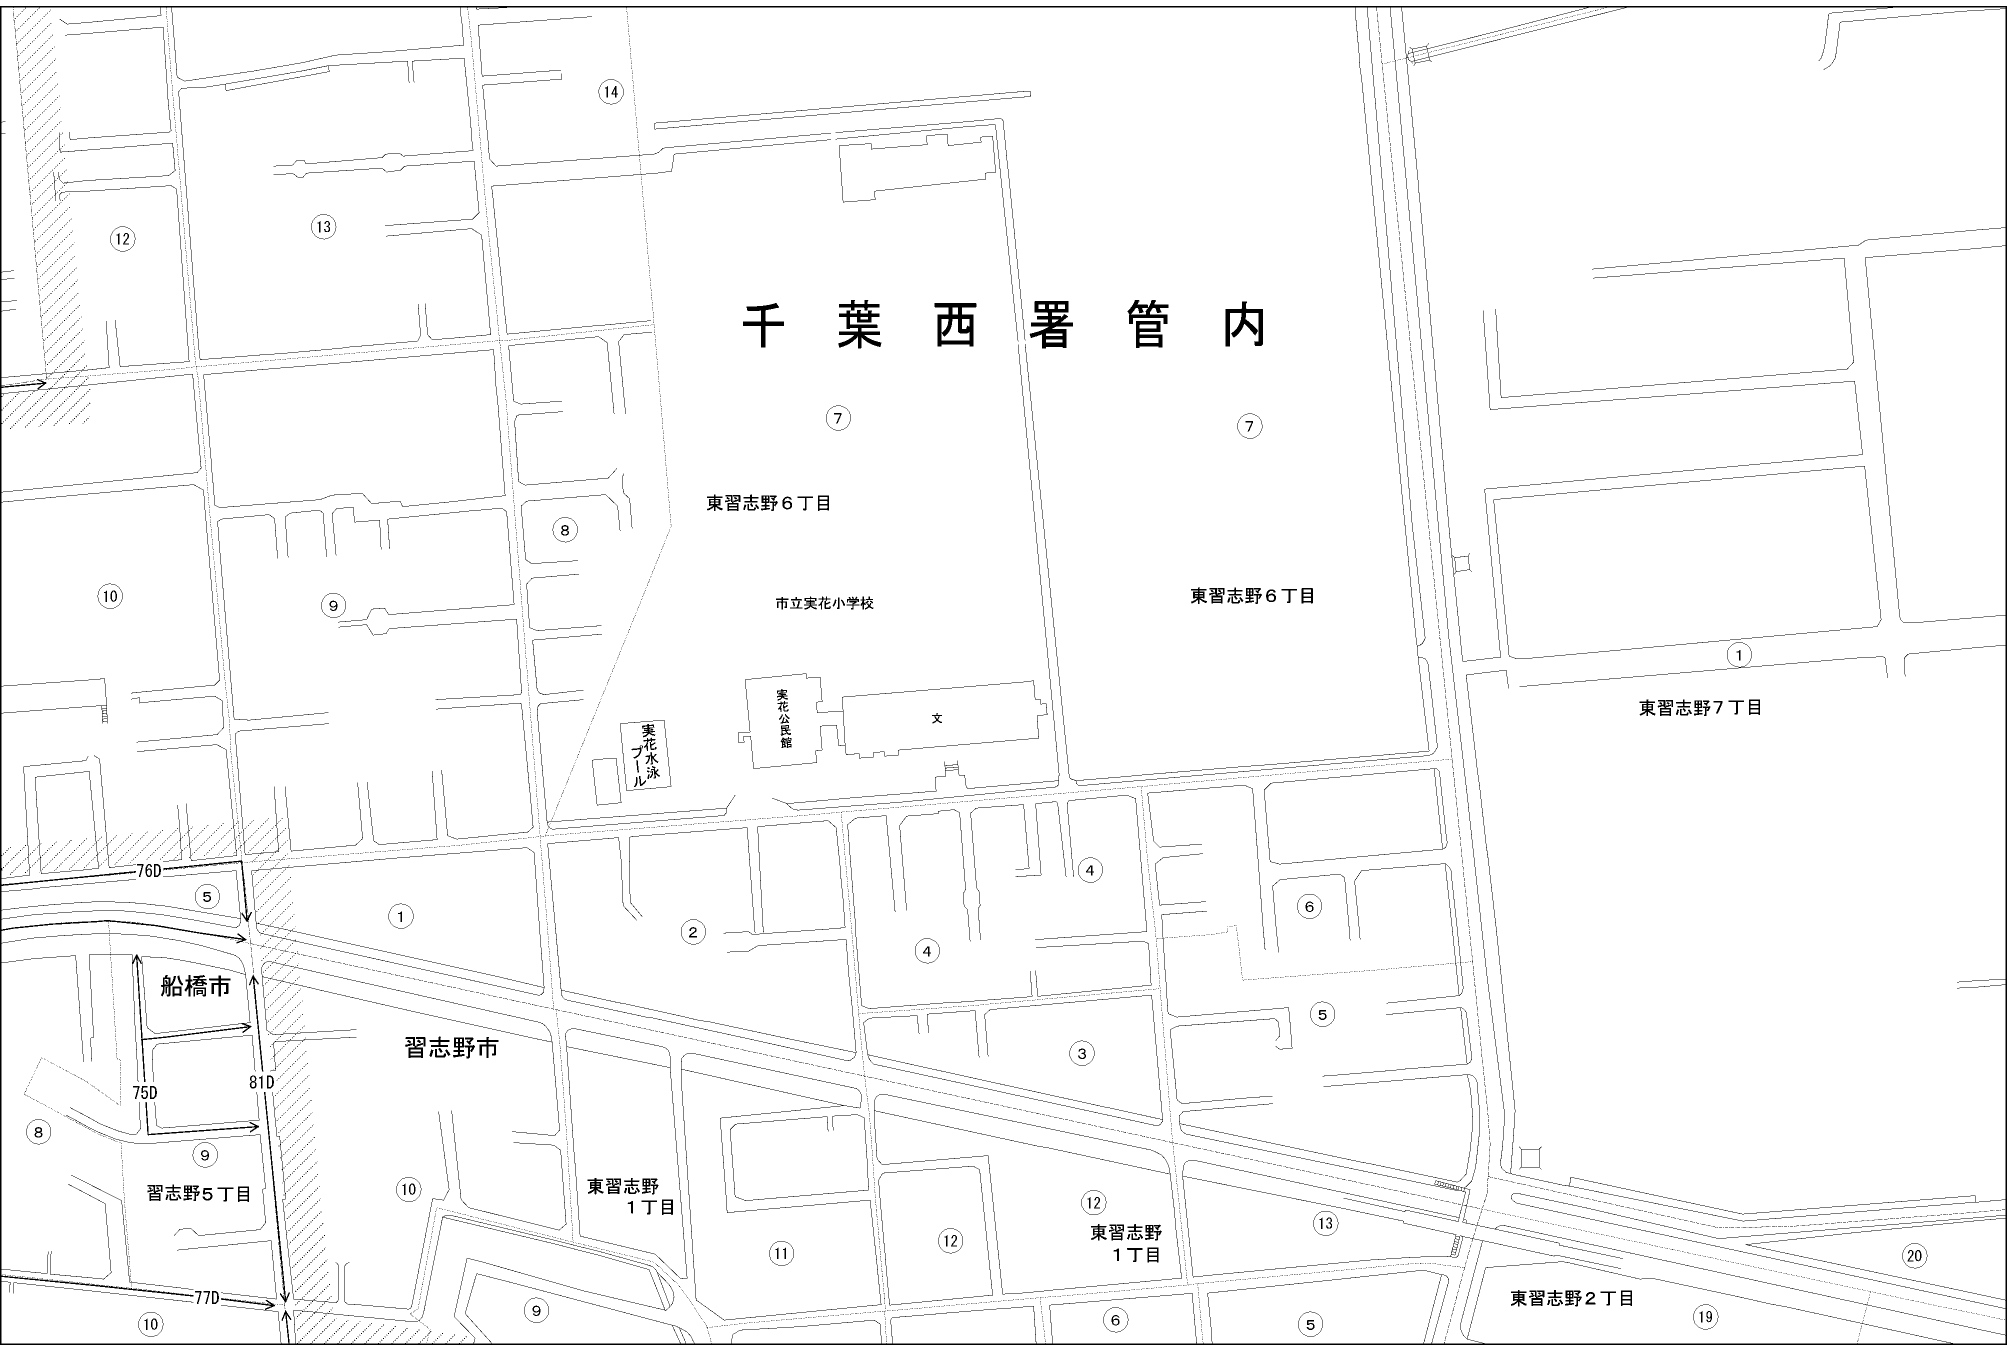 14
13
12
千葉西署管内
7
7
東習志野６丁目
8
10
9
市立実花小学校
東習志野６丁目
1
東習志野７丁目
実花公民館
文
実花水泳
プール
76D
4
5
1
6
2
4
船橋市
5
習志野市
3
81D
75D
8
9
習志野５丁目
10
東習志野
１丁目
12
東習志野
１丁目
13
11
12
20
77D
東習志野２丁目
10
9
6
5
19